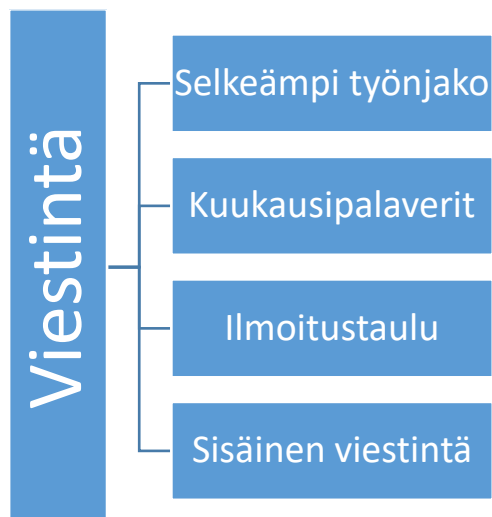 Viestintä
Selkeämpi työnjako
Kuukausipalaverit
Ilmoitustaulu
Sisäinen viestintä